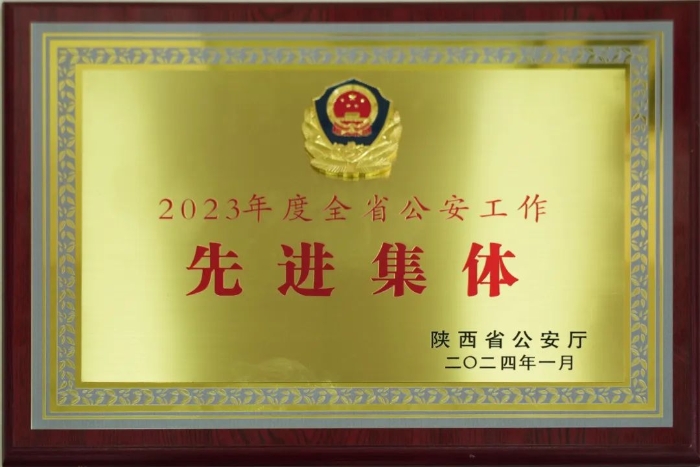 2023年度全省公安工作
先进集体
陕西省公安厅
二〇二四年一月